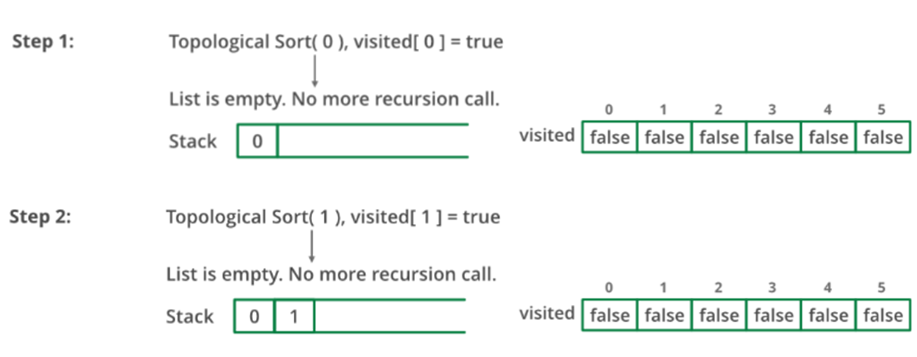 Step 1: Topological Sort( 0 ), visited[ 0 ] = true
List is empty. No more recursion call.
0 1 2 3 4 5
Stack 0 visited false false false false false false
Step 2: Topological Sort( 1 ), visited[ 1 ] = true
List is empty. No more recursion call.
0 1 2 3 4 5
Stack 0 1 visited false false false false false false